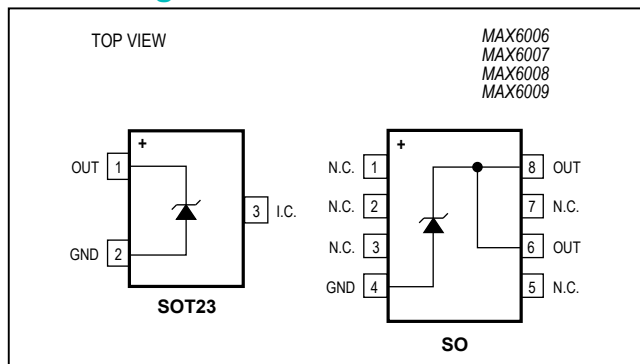 TOP VIEW
MAX6006
MAX6007
MAX6008
MAX6009
+
OUT 1
3 I.C.
GND 2
SOT23
+
N.C. 1
8 OUT
N.C. 2
7 N.C.
N.C. 3
6 OUT
GND 4
5 N.C.
SO